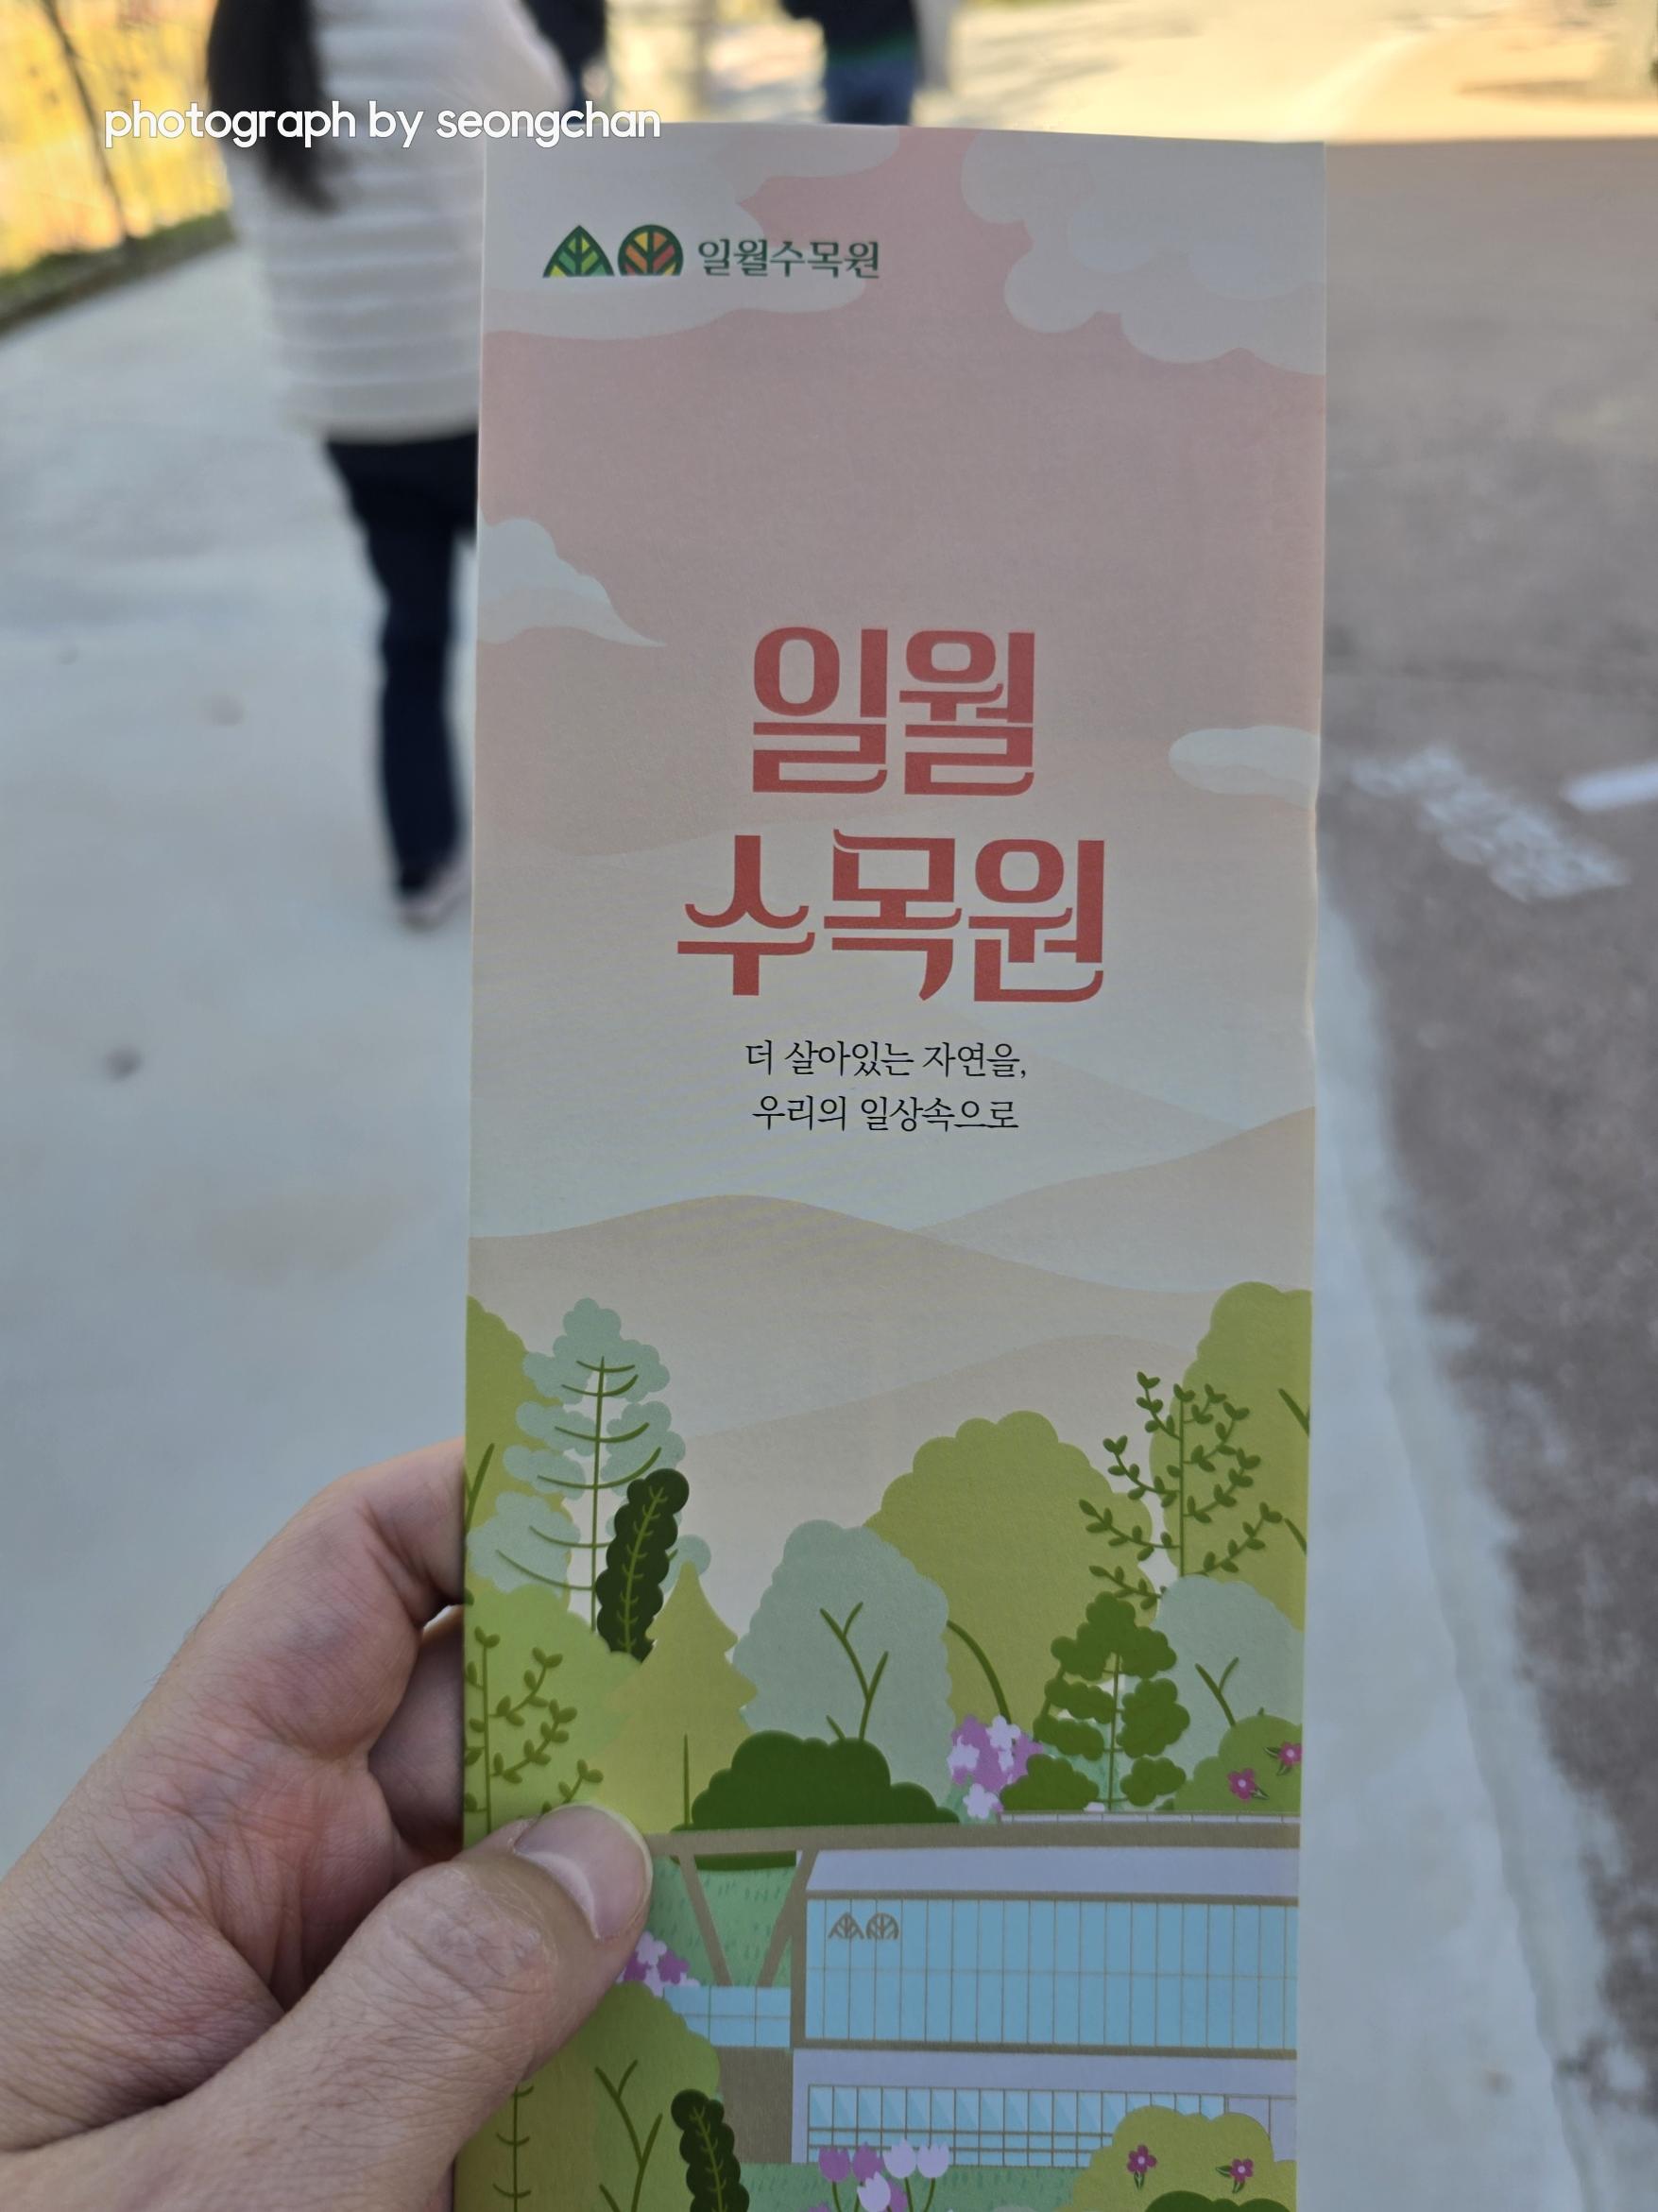 photograph by seongchan
일월수목원
일월
수목원
더 살아있는 자연을,
우리의 일상속으로